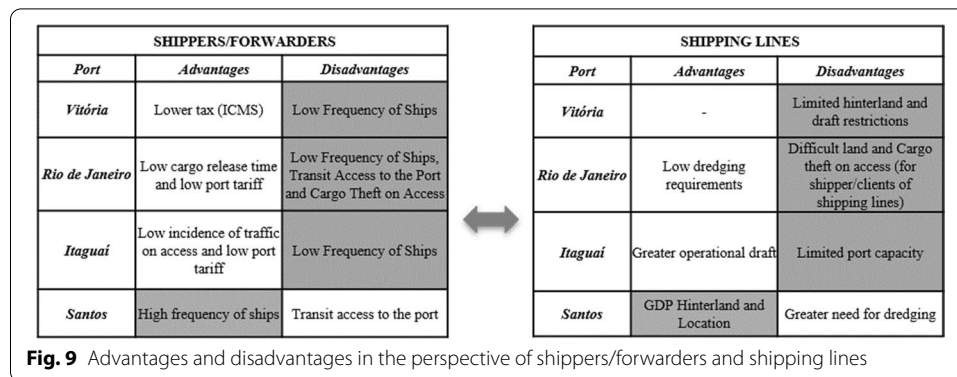 SHIPPERS/FORWARDERS
Port Advantages Disadvantages
Vitória Lower tax (ICMS) Low Frequency of Ships
Rio de Janeiro
Low cargo release time
and low port tariff
Low Frequency of Ships,
Transit Access to the Port
and Cargo Theft on Access
Itaguaí
Low incidence of traffic
on access and low port
tariff
Low Frequency of Ships
Santos High frequency of ships Transit access to the port
SHIPPING LINES
Port Advantages Disadvantages
Vitória -
Limited hinterland and
draft restrictions
Rio de Janeiro
Low dredging
requirements
Difficult land and Cargo
theft on access (for
shipper/clients of
shipping lines)
Itaguaí Greater operational draft Limited port capacity
Santos
GDP Hinterland and
Location
Greater need for dredging
Fig. 9 Advantages and disadvantages in the perspective of shippers/forwarders and shipping lines